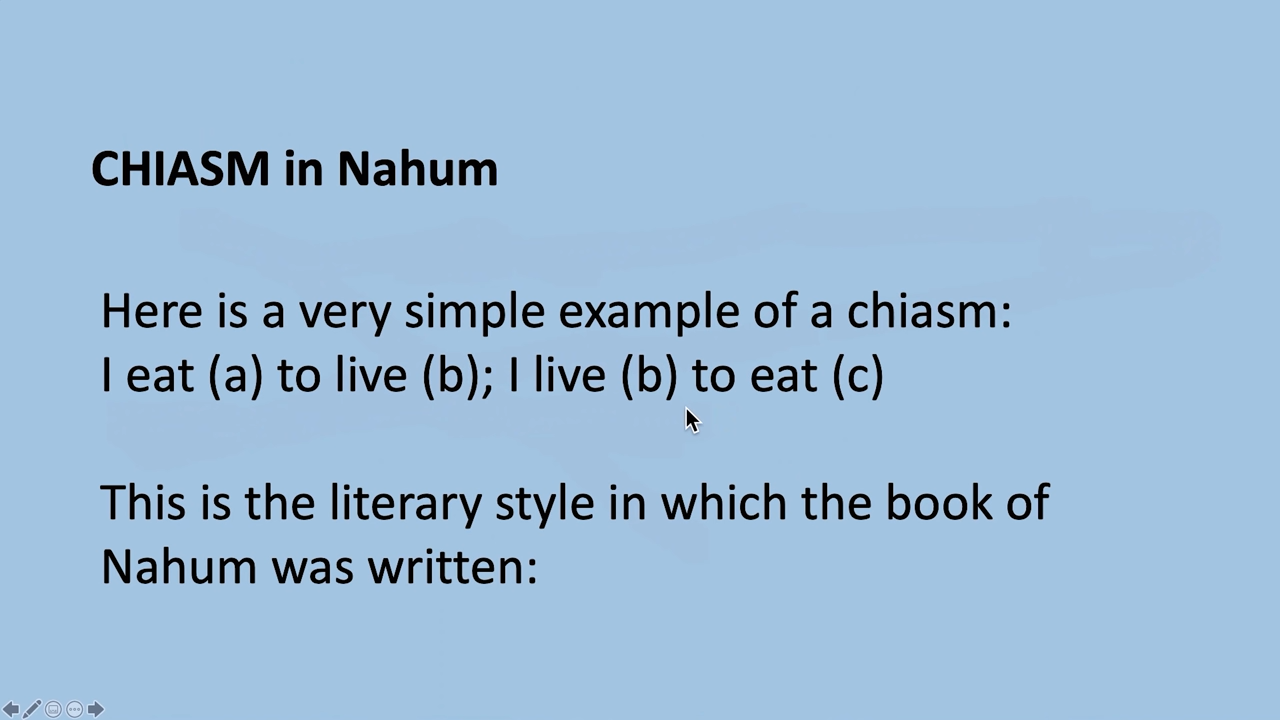 CHIASM in Nahum
Here is a very simple example of a chiasm:
I eat (a) to live (b); I live (b) to eat (c)
This is the literary style in which the book of
Nahum was written: